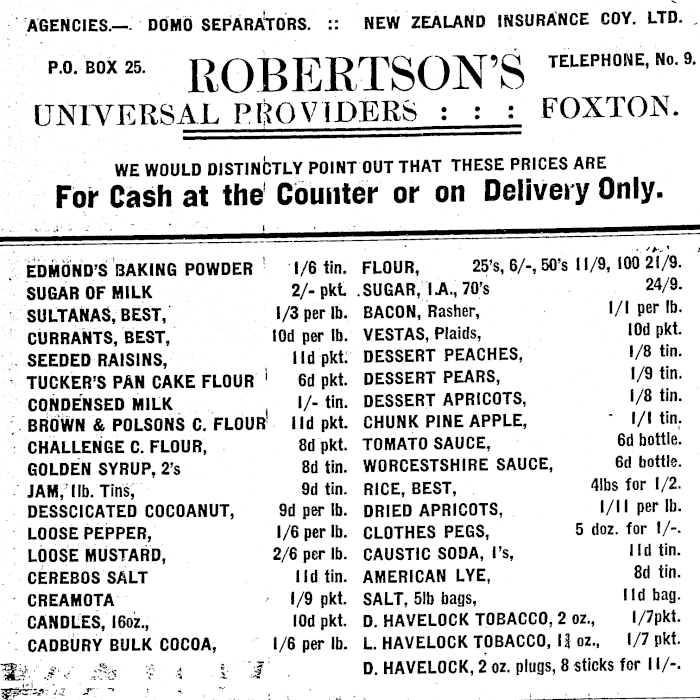 AGENCIES.—. DOMO SEPARATORS. :: NEW ZEALAND INSURANCE COY. LTD.
P.O. BOX 25. ROBERTSON'S TELEPHONE, No. 9.
UNIVERSAL PROVIDERS : : : FOXTON.
WE WOULD DISTINCTLY POINT OUT THAT THESE PRICES ARE
For Cash at the Counter or on Delivery Only.
EDMOND'S BAKING POWDER 1/6 tin.
SUGAR OF MILK 2/- pkt.
SULTANAS, BEST, 1/3 per lb.
CURRANTS, BEST, 10d per lb.
SEEDED RAISINS, 11d pkt.
TUCKER'S PAN CAKE FLOUR 6d pkt.
CONDENSED MILK 1/- tin.
BROWN & POLSONS C. FLOUR 11d pkt.
CHALLENGE C. FLOUR, 8d pkt.
GOLDEN SYRUP, 2's 8d tin.
JAM, 1lb. Tins, 9d tin.
DESSCICATED COCOANUT, 9d per lb.
LOOSE PEPPER, 1/6 per lb.
LOOSE MUSTARD, 2/6 per lb.
CEREBOS SALT 11d tin.
CREAMOTA 1/9 pkt.
CANDLES, 16oz., 10d pkt.
CADBURY BULK COCOA, 1/6 per lb.
FLOUR, 25's, 6/-, 50's 11/9, 100 21/9.
SUGAR, I.A., 70's 24/9.
BACON, Rasher, 1/1 per lb.
VESTAS, Plaids, 10d pkt.
DESSERT PEACHES, 1/8 tin.
DESSERT PEARS, 1/9 tin.
DESSERT APRICOTS, 1/8 tin.
CHUNK PINE APPLE, 1/1 tin.
TOMATO SAUCE, 6d bottle.
WORCESTSHIRE SAUCE, 6d bottle.
RICE, BEST, 4lbs for 1/2.
DRIED APRICOTS, 1/11 per lb.
CLOTHES PEGS, 5 doz. for 1/-.
CAUSTIC SODA, 1's, 11d tin.
AMERICAN LYE, 8d tin.
SALT, 5lb bags, 11d bag.
D. HAVELOCK TOBACCO, 2 oz., 1/7pkt.
L. HAVELOCK TOBACCO, 1¾ oz., 1/7 pkt.
D. HAVELOCK, 2 oz. plugs, 8 sticks for 11/-.